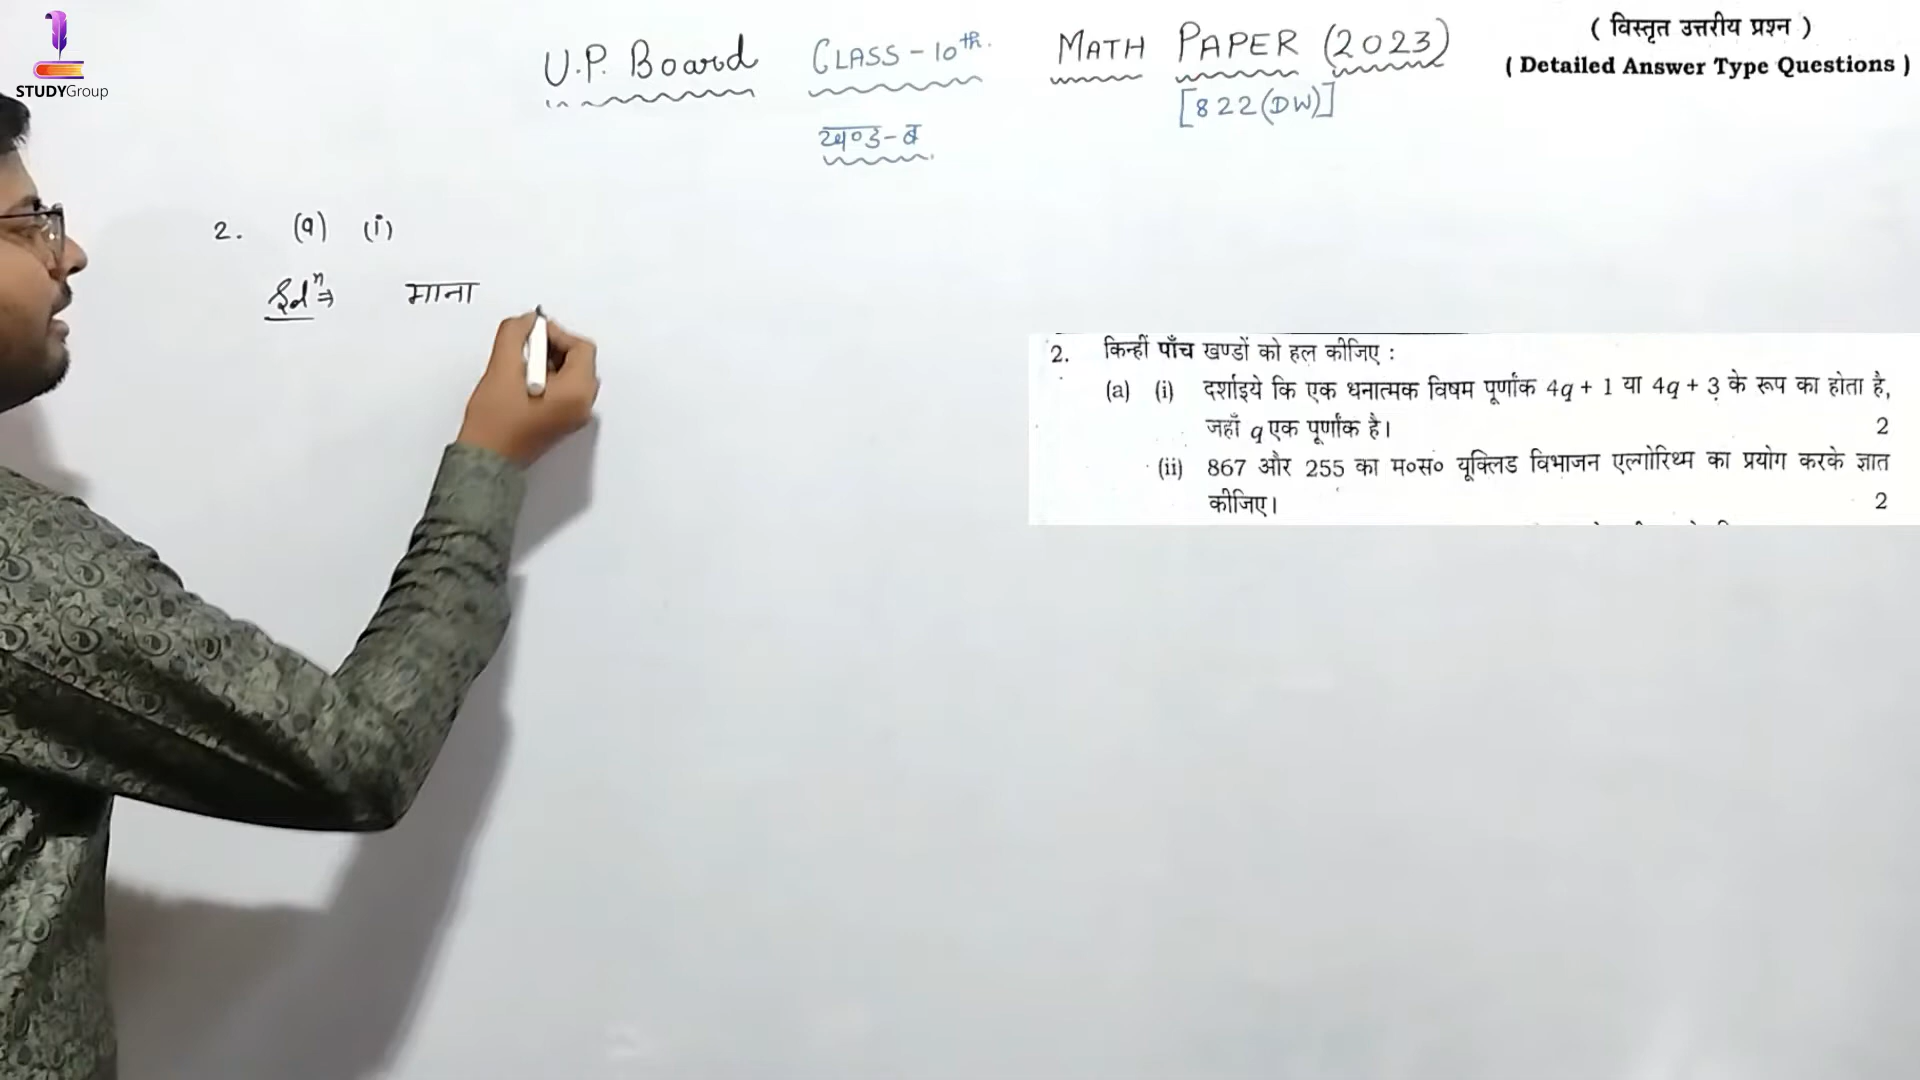 STUDYGroup
U.P. Board CLASS-10th. MATH PAPER (2023)
[822(DW)]
खण्ड-ब
( विस्तृत उत्तरीय प्रश्न )
( Detailed Answer Type Questions )
2. (a) (i)
Solⁿ⇒ माना
2. किन्हीं पाँच खण्डों को हल कीजिए :
(a) (i) दर्शाइये कि एक धनात्मक विषम पूर्णांक 4q + 1 या 4q + 3 के रूप का होता है,
जहाँ q एक पूर्णांक है। 2
(ii) 867 और 255 का म०स० यूक्लिड विभाजन एल्गोरिथ्म का प्रयोग करके ज्ञात
कीजिए। 2